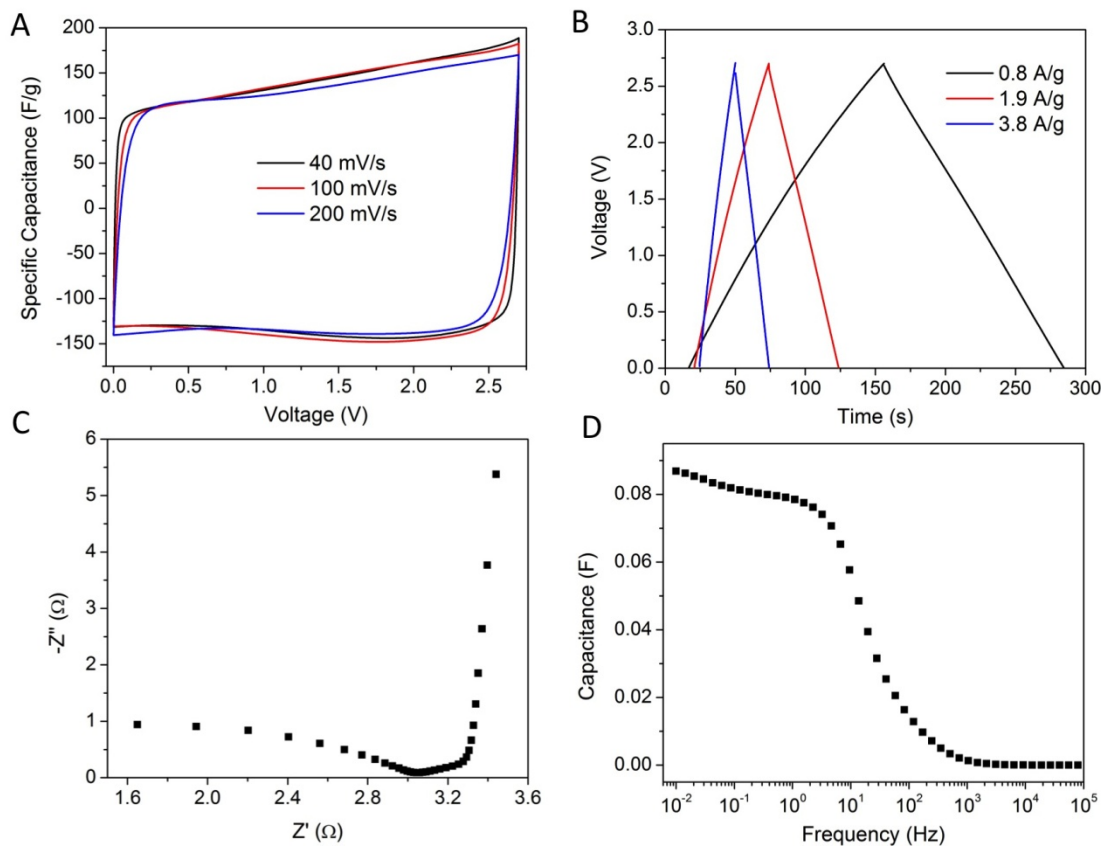 A
Specific Capacitance (F/g)
200
150
100
50
0
-50
-100
-150
40 mV/s
100 mV/s
200 mV/s
0.0 0.5 1.0 1.5 2.0 2.5
Voltage (V)
B
Voltage (V)
3.0
2.5
2.0
1.5
1.0
0.5
0.0
0.8 A/g
1.9 A/g
3.8 A/g
0 50 100 150 200 250 300
Time (s)
C
-Z'' (Ω)
6
5
4
3
2
1
0
1.6 2.0 2.4 2.8 3.2 3.6
Z' (Ω)
D
Capacitance (F)
0.08
0.06
0.04
0.02
0.00
10⁻² 10⁻¹ 10⁰ 10¹ 10² 10³ 10⁴ 10⁵
Frequency (Hz)